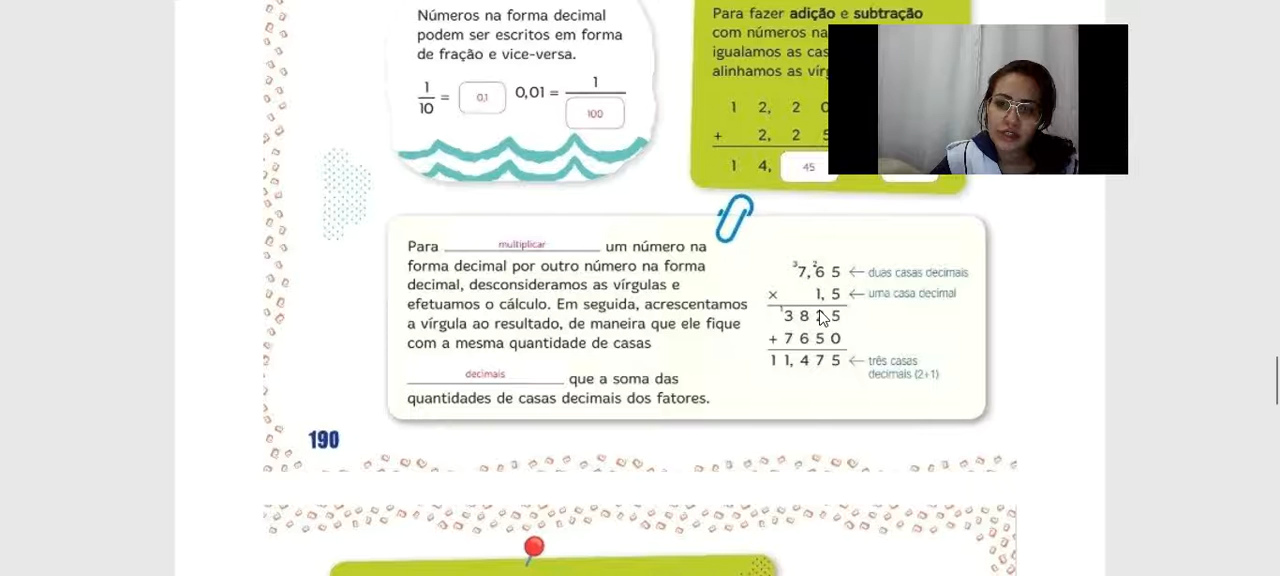 Números na forma decimal
podem ser escritos em forma
de fração e vice-versa.
1/10 = 0,1 0,01 = 1/100
Para fazer adição e subtração
com números na
igualamos as
alinhamos as
1 2, 2
+ 2, 2
1 4, 45
Para multiplicar um número na
forma decimal por outro número na forma
decimal, desconsideramos as vírgulas e
efetuamos o cálculo. Em seguida, acrescentamos
a vírgula ao resultado, de maneira que ele fique
com a mesma quantidade de casas
decimais que a soma das
quantidades de casas decimais dos fatores.
3 2
7, 6 5 ← duas casas decimais
× 1, 5 ← uma casa decimal
1
3 8 2 5
+ 7 6 5 0
1 1, 4 7 5 ← três casas
decimais (2+1)
190